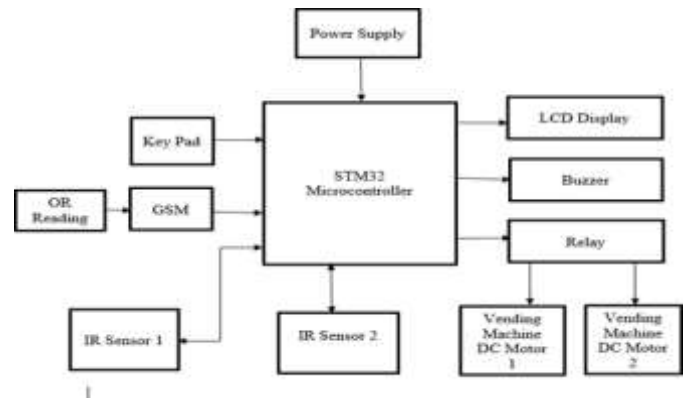 Power Supply
LCD Display
Key Pad
STM32
Microcontroller
Buzzer
OR
Reading
GSM
Relay
IR Sensor 1
IR Sensor 2
Vending
Machine
DC Motor
1
Vending
Machine
DC Motor
2